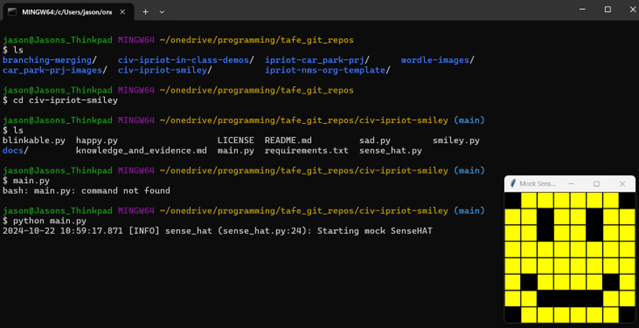 MINGW64:/c/Users/jason/one
jason@Jasons_Thinkpad MINGW64 ~/onedrive/programming/tafe_git_repos
$ ls
branching-merging/ civ-ipriot-in-class-demos/ ipriot-car_park-prj/ wordle-images/
car_park-prj-images/ civ-ipriot-smiley/ ipriot-nms-org-template/
jason@Jasons_Thinkpad MINGW64 ~/onedrive/programming/tafe_git_repos
$ cd civ-ipriot-smiley
jason@Jasons_Thinkpad MINGW64 ~/onedrive/programming/tafe_git_repos/civ-ipriot-smiley (main)
$ ls
blinkable.py happy.py LICENSE README.md sad.py smiley.py
docs/ knowledge_and_evidence.md main.py requirements.txt sense_hat.py
jason@Jasons_Thinkpad MINGW64 ~/onedrive/programming/tafe_git_repos/civ-ipriot-smiley (main)
$ main.py
bash: main.py: command not found
jason@Jasons_Thinkpad MINGW64 ~/onedrive/programming/tafe_git_repos/civ-ipriot-smiley (main)
$ python main.py
2024-10-22 10:59:17.871 [INFO] sense_hat (sense_hat.py:24): Starting mock SenseHAT
Mock Sens...